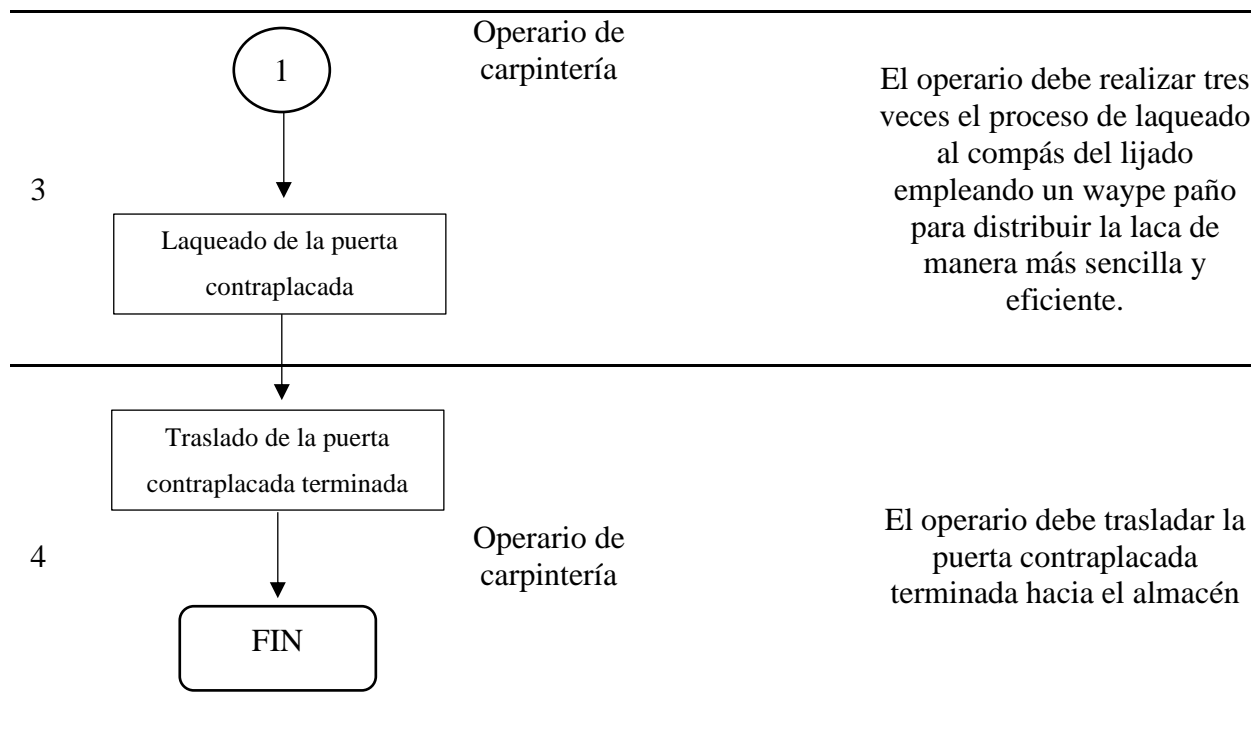 1
Operario de
carpintería
El operario debe realizar tres
veces el proceso de laqueado
al compás del lijado
empleando un waype paño
para distribuir la laca de
manera más sencilla y
eficiente.
3
Laqueado de la puerta
contraplacada
Traslado de la puerta
contraplacada terminada
4
Operario de
carpintería
El operario debe trasladar la
puerta contraplacada
terminada hacia el almacén
FIN